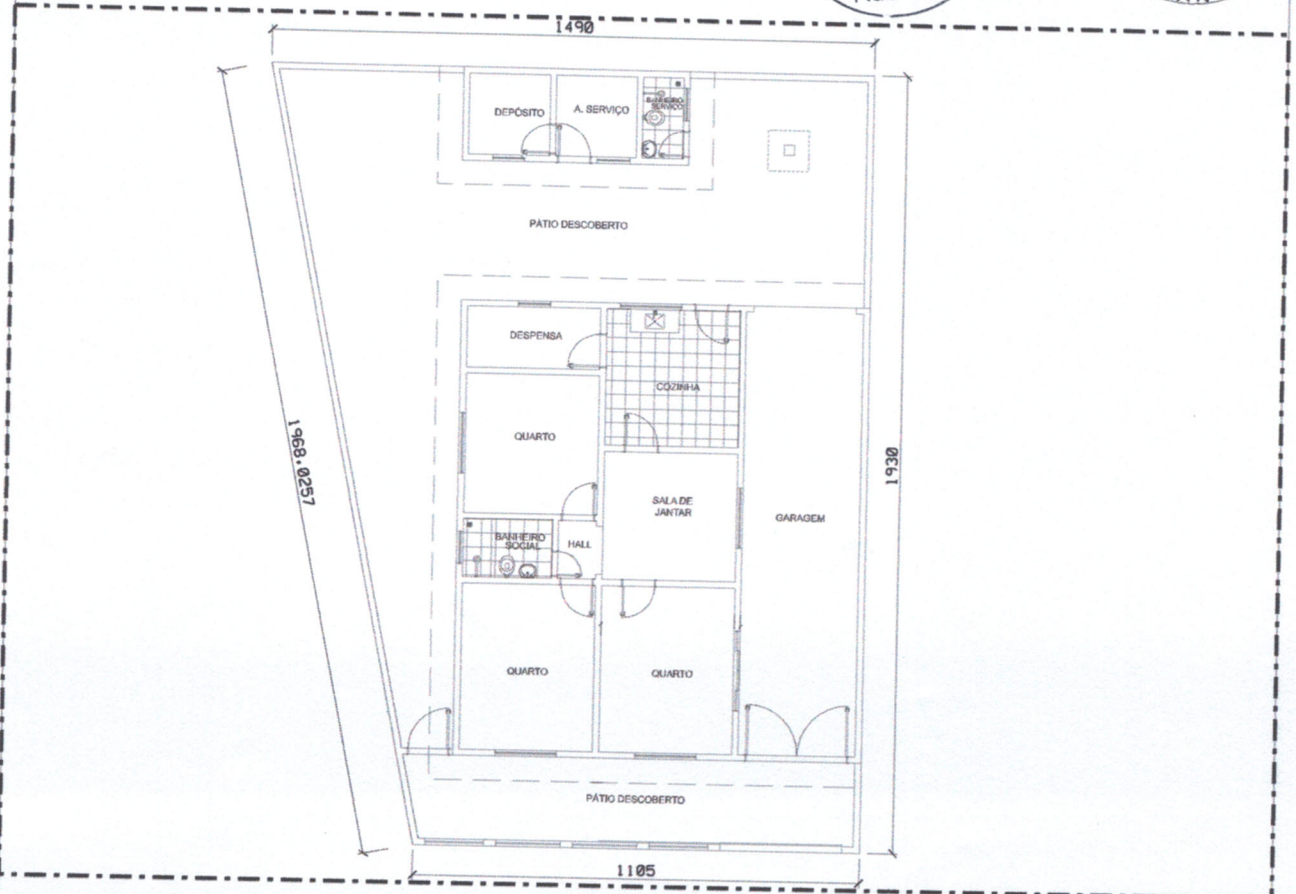 1490
DEPÓSITO
A. SERVIÇO
BANHEIRO
SERVIÇO
PÁTIO DESCOBERTO
DESPENSA
COZINHA
1968,0257
QUARTO
1930
SALA DE
JANTAR
GARAGEM
BANHEIRO
SOCIAL
HALL
QUARTO
QUARTO
PÁTIO DESCOBERTO
1105